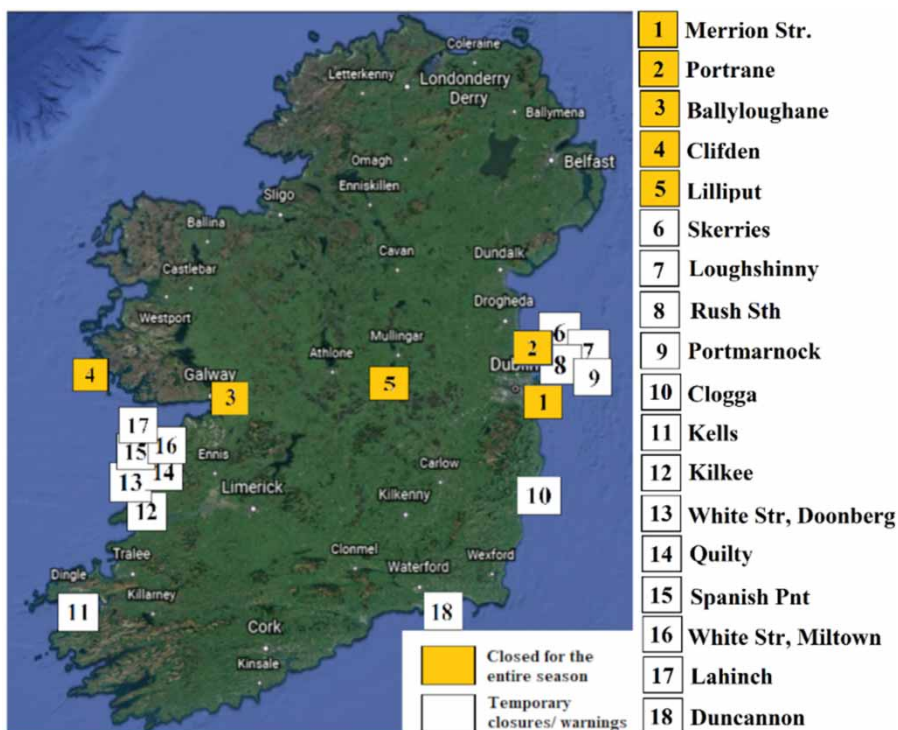 Coleraine
Letterkenny
Londonderry
Derry
Ballymena
Omagh
Belfast
Enniskillen
Sligo
Ballina
Cavan
Dundalk
Castlebar
Drogheda
Westport
Mullingar
6
Athlone
2
7
Dublin
8
9
4
Galway
3
5
1
17
15
16
Ennis
14
13
Limerick
Carlow
Kilkenny
10
12
Clonmel
Wexford
Tralee
Waterford
Dingle
Killarney
11
18
Cork
Kinsale
Closed for the
entire season
Temporary
closures/ warnings
1 Merrion Str.
2 Portrane
3 Ballyloughane
4 Clifden
5 Lilliput
6 Skerries
7 Loughshinny
8 Rush Sth
9 Portmarnock
10 Clogga
11 Kells
12 Kilkee
13 White Str, Doonberg
14 Quilty
15 Spanish Pnt
16 White Str, Miltown
17 Lahinch
18 Duncannon